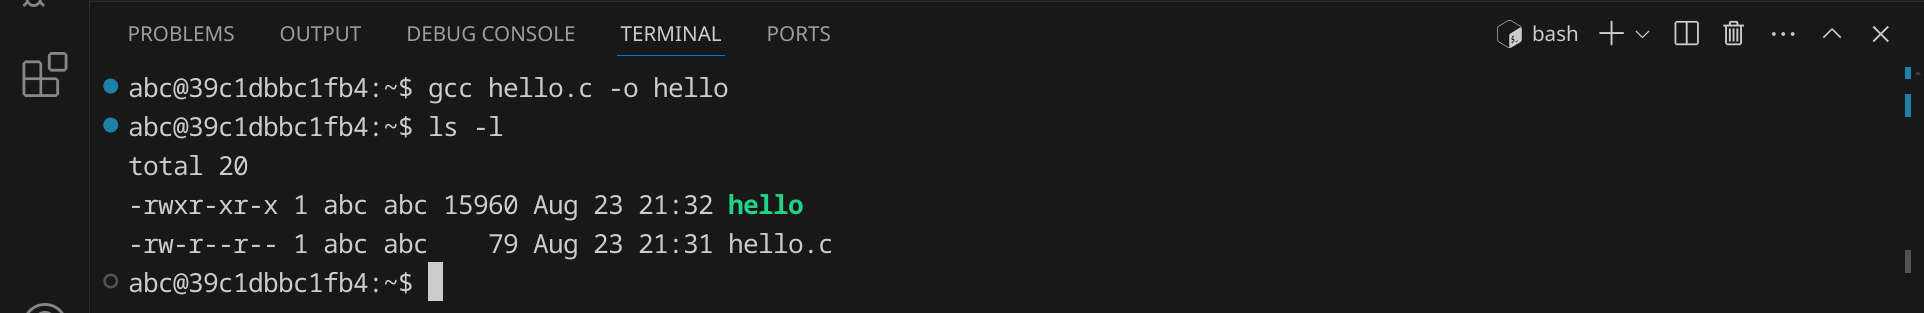 PROBLEMS OUTPUT DEBUG CONSOLE TERMINAL PORTS bash
abc@39c1dbbc1fb4:~$ gcc hello.c -o hello
abc@39c1dbbc1fb4:~$ ls -l
total 20
-rwxr-xr-x 1 abc abc 15960 Aug 23 21:32 hello
-rw-r--r-- 1 abc abc    79 Aug 23 21:31 hello.c
abc@39c1dbbc1fb4:~$